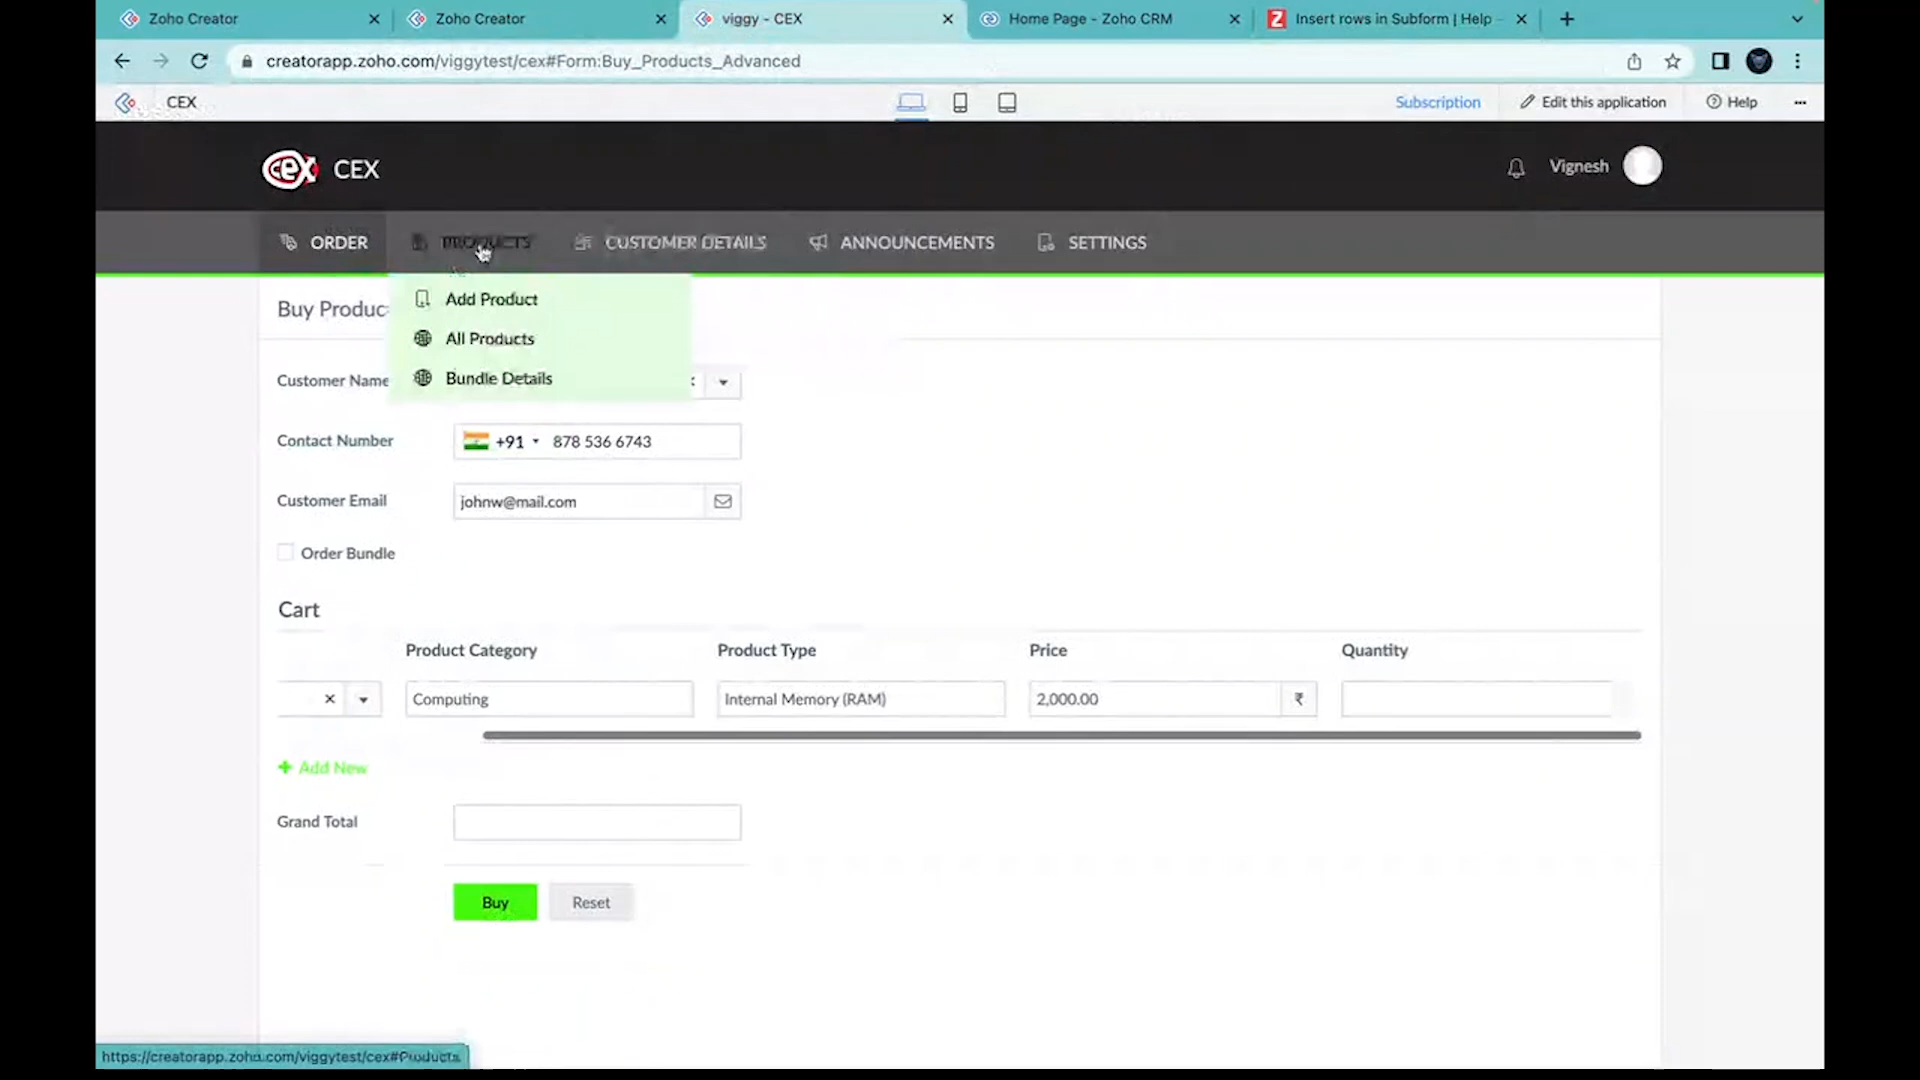 Zoho Creator
Zoho Creator
viggy - CEX
Home Page - Zoho CRM
Z Insert rows in Subform | Help -
creatorapp.zoho.com/viggytest/cex#Form:Buy_Products_Advanced
CEX
Subscription
Edit this application
Help
cex CEX
Vignesh
ORDER
PRODUCTS
CUSTOMER DETAILS
ANNOUNCEMENTS
SETTINGS
Add Product
All Products
Bundle Details
Buy Produc
Customer Name
Contact Number
+91 878 536 6743
Customer Email
johnw@mail.com
Order Bundle
Cart
Product Category
Product Type
Price
Quantity
Computing
Internal Memory (RAM)
2,000.00 ₹
+ Add New
Grand Total
Buy
Reset
https://creatorapp.zoho.com/viggytest/cex#Products